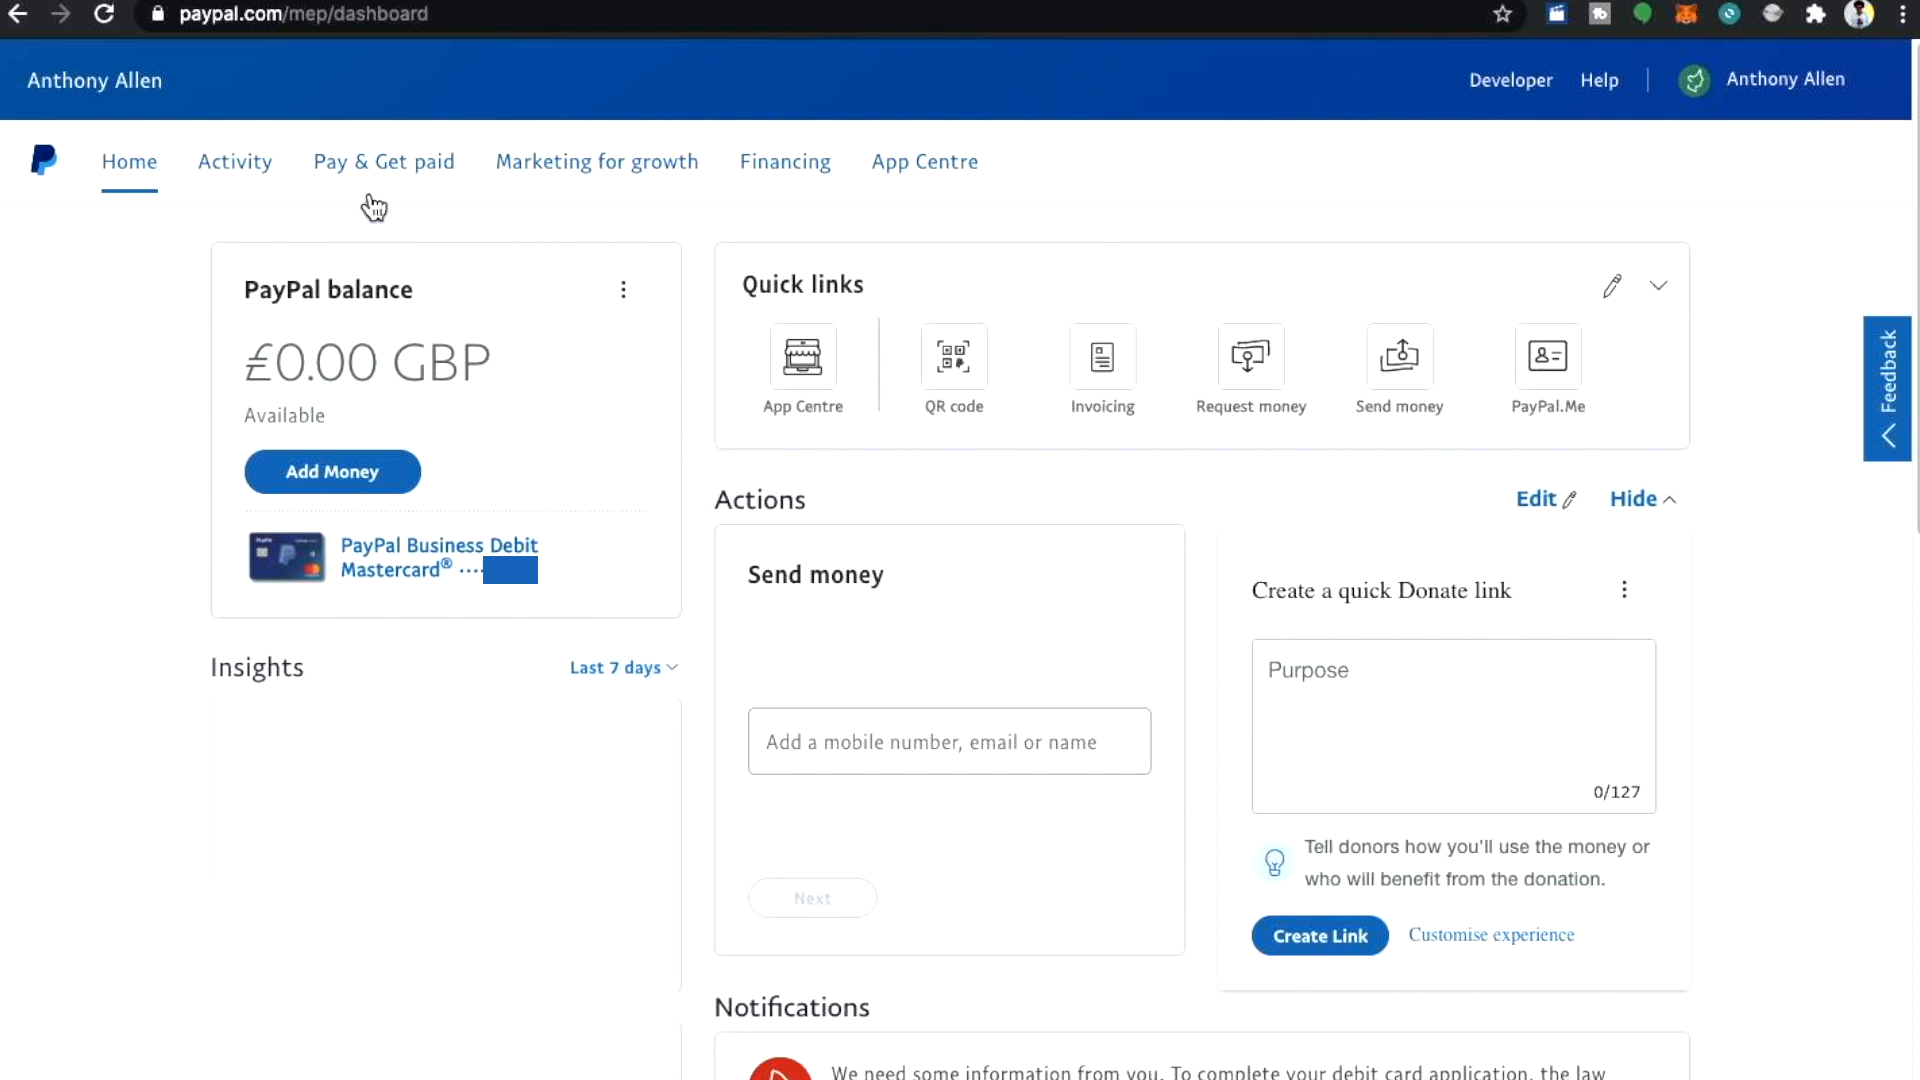 paypal.com/mep/dashboard
Anthony Allen
Developer Help Anthony Allen
Home Activity Pay & Get paid Marketing for growth Financing App Centre
PayPal balance
£0.00 GBP
Available
Add Money
PayPal Business Debit
Mastercard® ····
Insights
Last 7 days
Quick links
App Centre QR code Invoicing Request money Send money PayPal.Me
Feedback
Actions
Edit Hide
Send money
Add a mobile number, email or name
Next
Create a quick Donate link
Purpose
0/127
Tell donors how you'll use the money or
who will benefit from the donation.
Create Link Customise experience
Notifications
We need some information from you. To complete your debit card application, the law